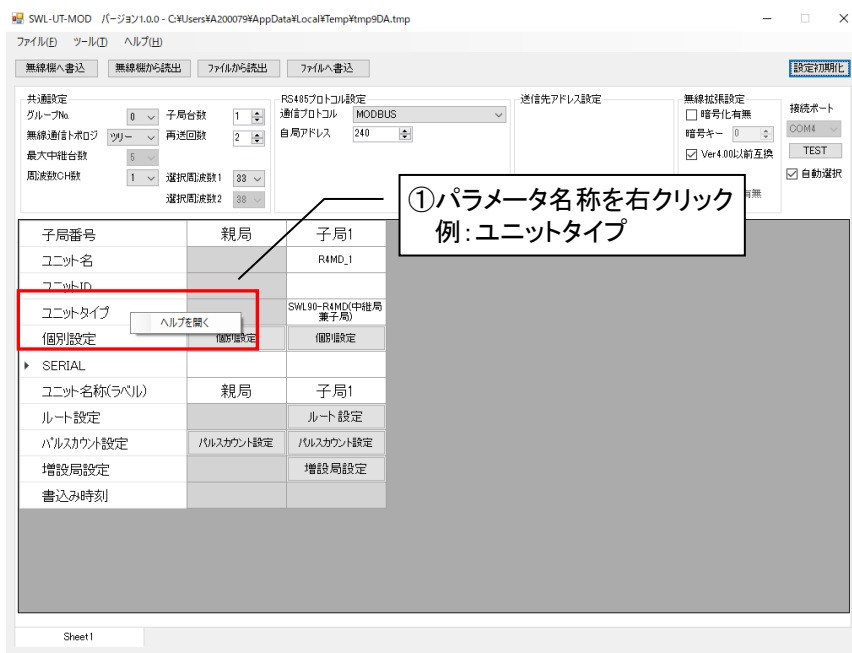 SWL-UT-MOD バージョン1.0.0 - C:¥Users¥A200079¥AppData¥Local¥Temp¥tmp9DA.tmp
ファイル(F) ツール(T) ヘルプ(H)
無線機へ書込 無線機から読出 ファイルから読出 ファイルへ書込 設定初期化
共通設定 RS485プロトコル設定 送信先アドレス設定 無線拡張設定
グループNo. 0 子局台数 1 通信プロトコル MODBUS 暗号化有無 接続ポート
無線通信トポロジ ツリー 再送回数 2 自局アドレス 240 暗号キー 0 COM4
最大中継台数 5 Ver4.00以前互換 TEST
周波数CH数 1 選択周波数1 33 自動選択
選択周波数2 38 有無
①パラメータ名称を右クリック
例：ユニットタイプ
子局番号 親局 子局1
ユニット名 R4MD_1
ユニットID
ユニットタイプ SWL90-R4MD(中継局兼子局)
ヘルプを開く
個別設定 個別設定 個別設定
SERIAL
ユニット名称(ラベル) 親局 子局1
ルート設定 ルート設定
パルスカウント設定 パルスカウント設定 パルスカウント設定
増設局設定 増設局設定
書込み時刻
Sheet1